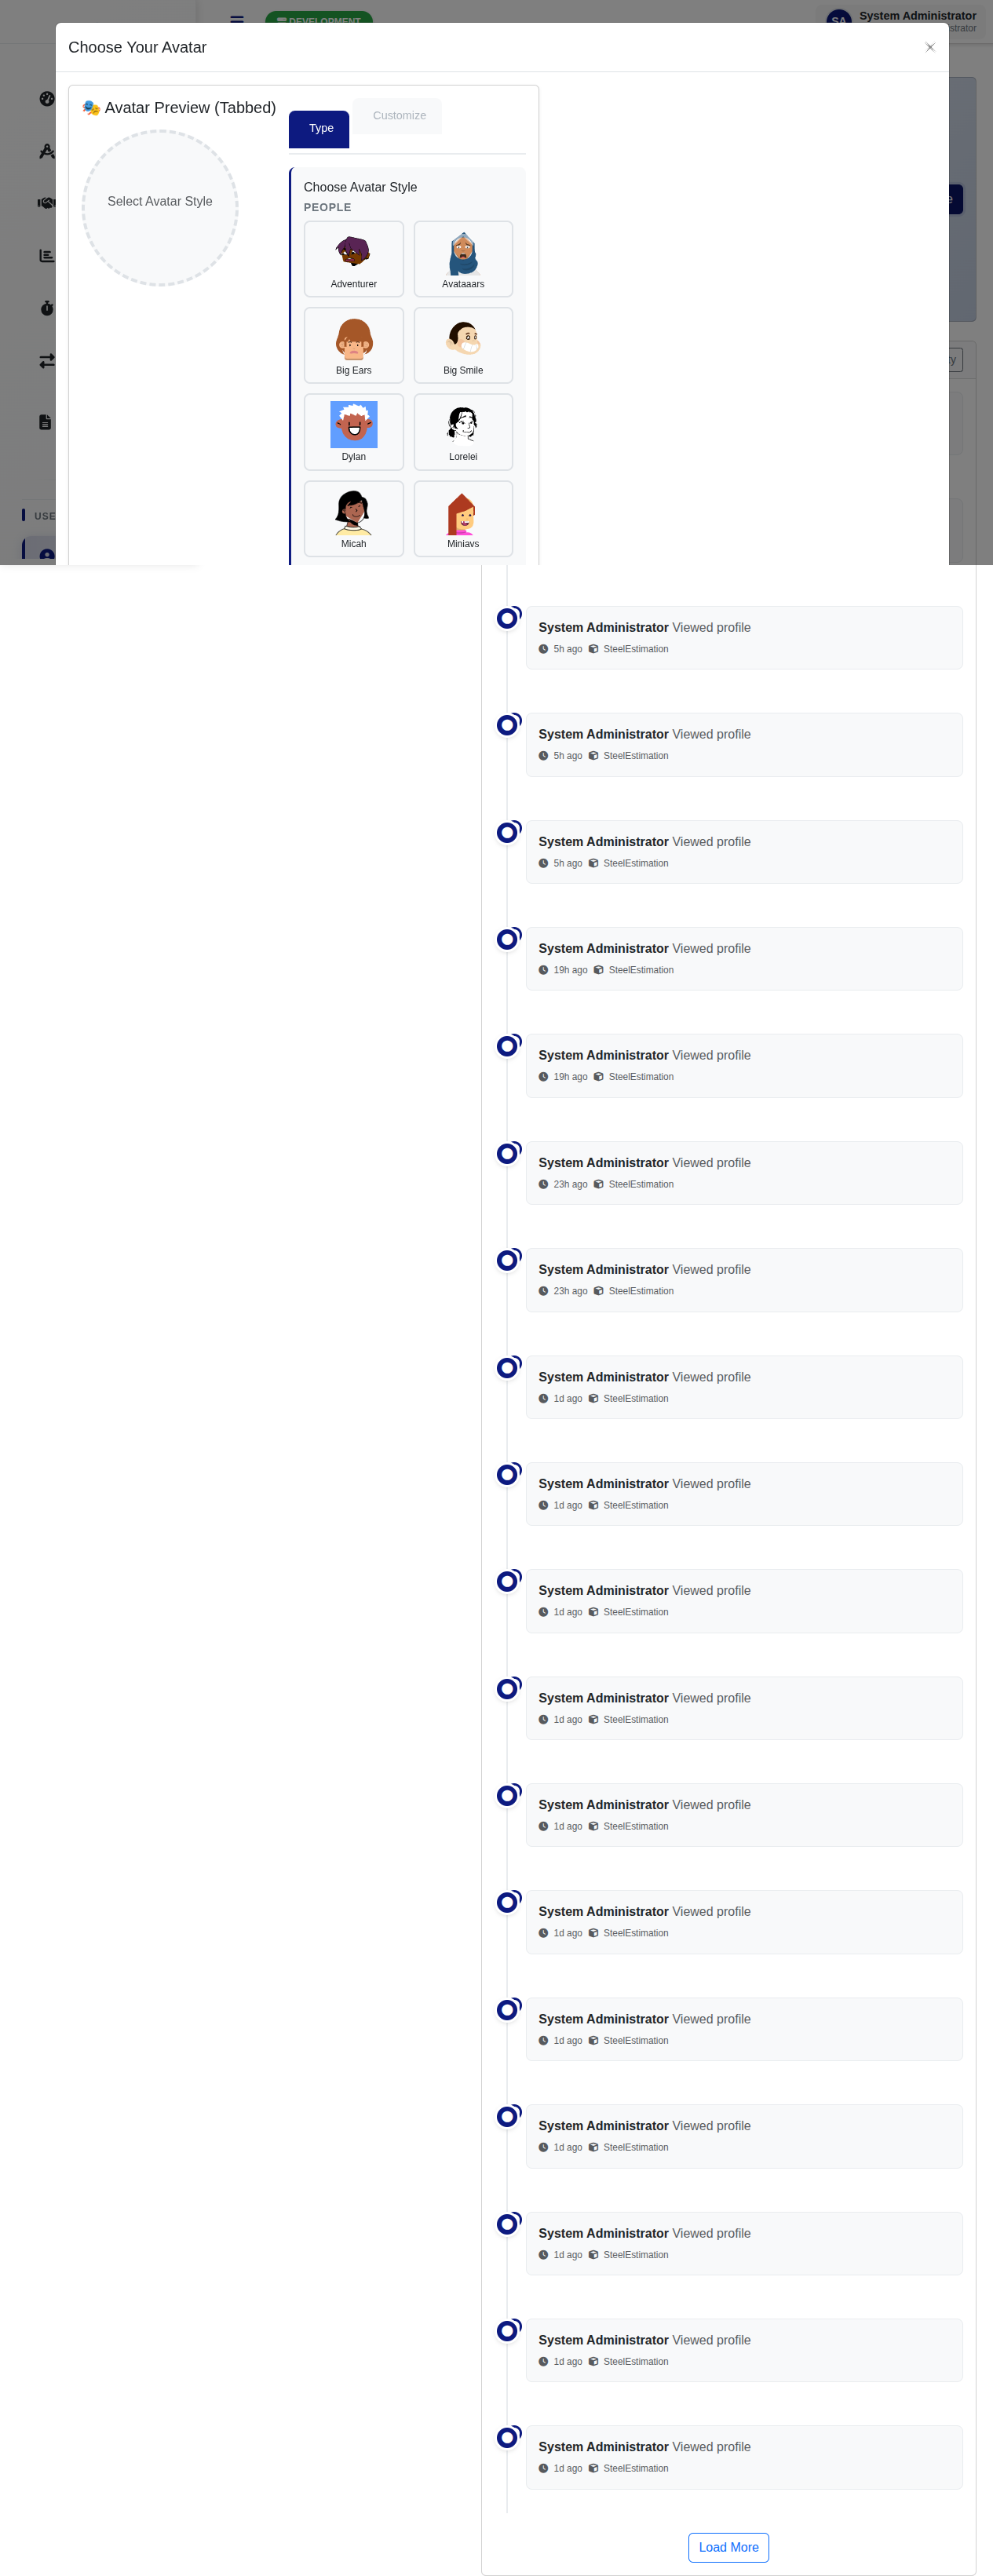 DEVELOPMENT
SA
System Administrator
strator
Choose Your Avatar
🎭 Avatar Preview (Tabbed)
Type
Customize
Select Avatar Style
Choose Avatar Style
PEOPLE
Adventurer
Avataaars
Big Ears
Big Smile
Dylan
Lorelei
Micah
Miniavs
USE
System Administrator Viewed profile
5h ago SteelEstimation
System Administrator Viewed profile
5h ago SteelEstimation
System Administrator Viewed profile
5h ago SteelEstimation
System Administrator Viewed profile
19h ago SteelEstimation
System Administrator Viewed profile
19h ago SteelEstimation
System Administrator Viewed profile
23h ago SteelEstimation
System Administrator Viewed profile
23h ago SteelEstimation
System Administrator Viewed profile
1d ago SteelEstimation
System Administrator Viewed profile
1d ago SteelEstimation
System Administrator Viewed profile
1d ago SteelEstimation
System Administrator Viewed profile
1d ago SteelEstimation
System Administrator Viewed profile
1d ago SteelEstimation
System Administrator Viewed profile
1d ago SteelEstimation
System Administrator Viewed profile
1d ago SteelEstimation
System Administrator Viewed profile
1d ago SteelEstimation
System Administrator Viewed profile
1d ago SteelEstimation
System Administrator Viewed profile
1d ago SteelEstimation
System Administrator Viewed profile
1d ago SteelEstimation
Load More